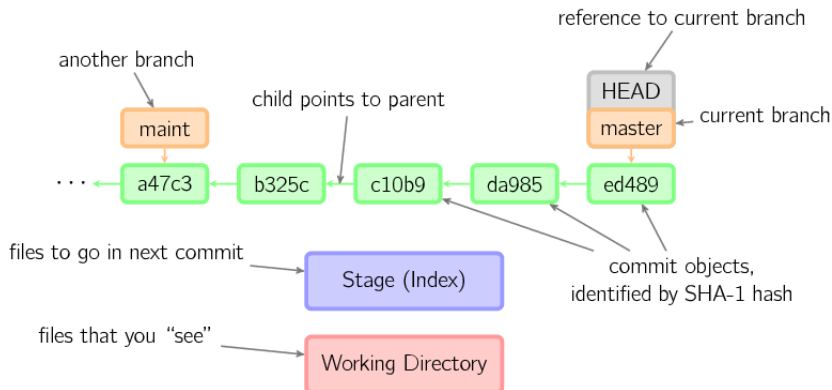 reference to current branch
another branch
HEAD
child points to parent
maint
master
current branch
··· a47c3 b325c c10b9 da985 ed489
files to go in next commit
Stage (Index)
commit objects,
identified by SHA-1 hash
files that you “see”
Working Directory